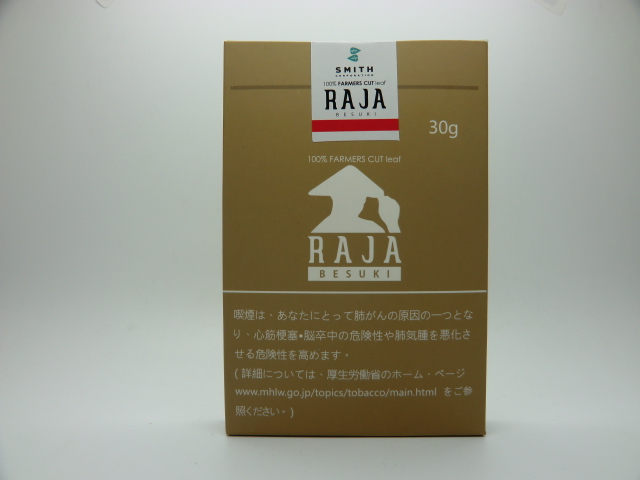 SMITH
CORPORATION
100% FARMERS CUT leaf
RAJA
BESUKI
30g
100% FARMERS CUT leaf
RAJA
BESUKI
喫煙は・あなたにとって肺がんの原因の一つとな
り、心筋梗塞•脳卒中の危険性や肺気腫を悪化さ
せる危険性を高めます・
( 詳細については・厚生労働省のホーム・ページ
www.mhlw.go.jp/topics/tobacco/main.html をご参
照ください・ )